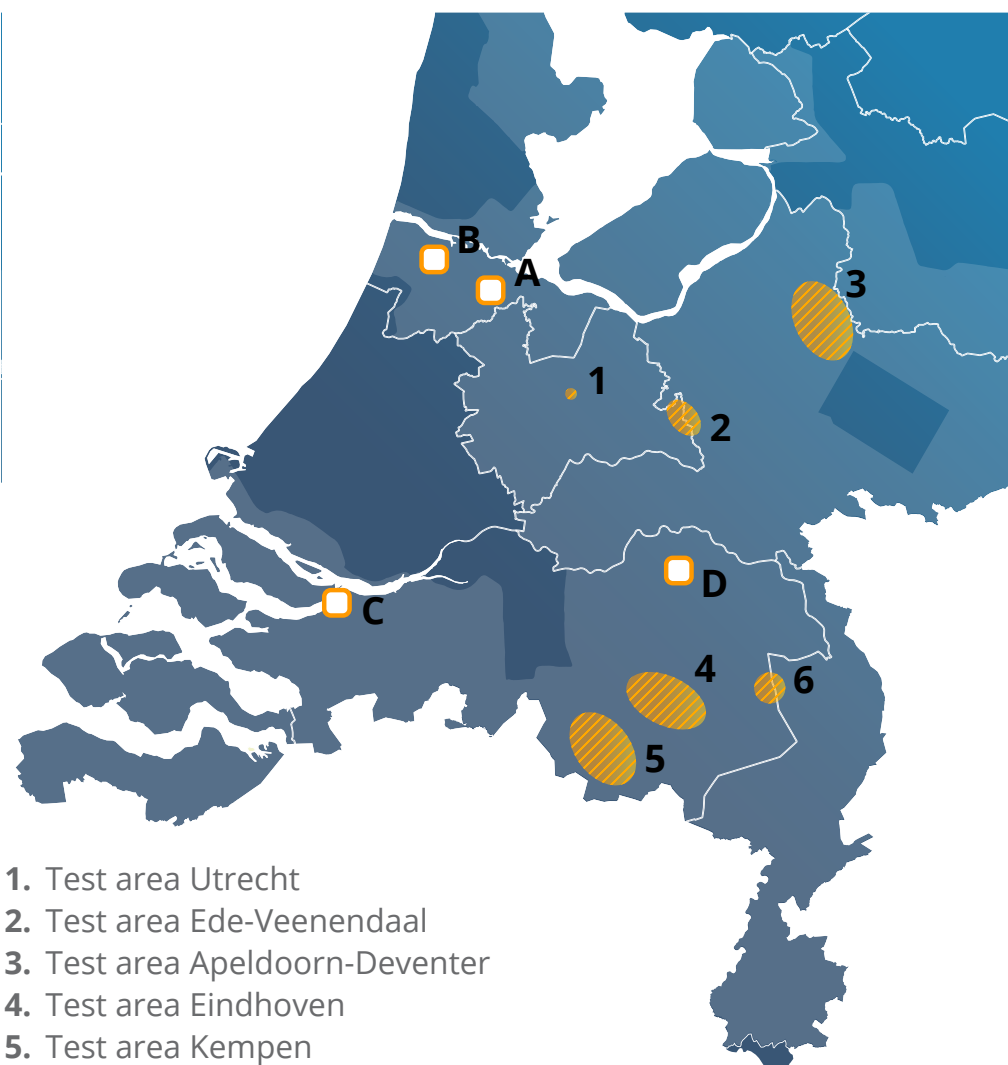 B
A
3
1
2
D
C
4
6
5
1. Test area Utrecht
2. Test area Ede-Veenendaal
3. Test area Apeldoorn-Deventer
4. Test area Eindhoven
5. Test area Kempen